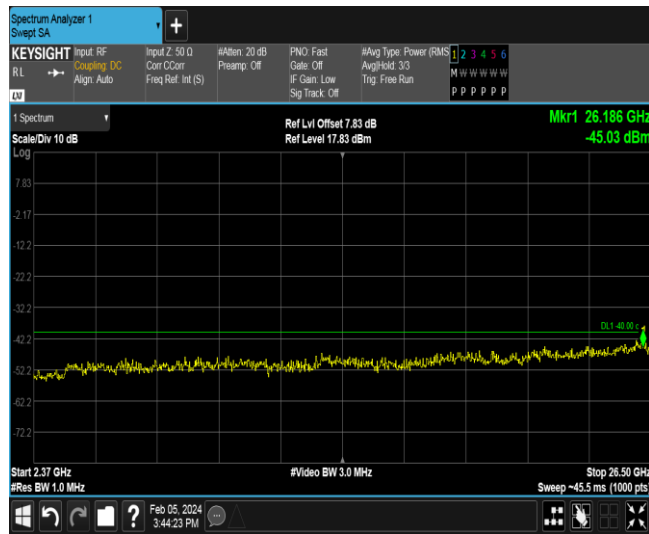 Spectrum Analyzer 1
Swept SA
KEYSIGHT
RL
LXI
Input: RF
Coupling: DC
Align: Auto
Input Z: 50 Ω
Corr CCorr
Freq Ref: Int (S)
#Atten: 20 dB
Preamp: Off
PNO: Fast
Gate: Off
IF Gain: Low
Sig Track: Off
#Avg Type: Power (RMS
Avg|Hold: 3/3
Trig: Free Run
1 2 3 4 5 6
M W W W W W
P P P P P P
1 Spectrum
Scale/Div 10 dB
Log
Ref Lvl Offset 7.83 dB
Ref Level 17.83 dBm
Mkr1 26.186 GHz
-45.03 dBm
7.83
-2.17
-12.2
-22.2
-32.2
DL1 -40.00
-42.2
-52.2
-62.2
-72.2
Start 2.37 GHz
#Res BW 1.0 MHz
#Video BW 3.0 MHz
Stop 26.50 GHz
Sweep ~45.5 ms (1000 pts
?
Feb 05, 2024
3:44:23 PM